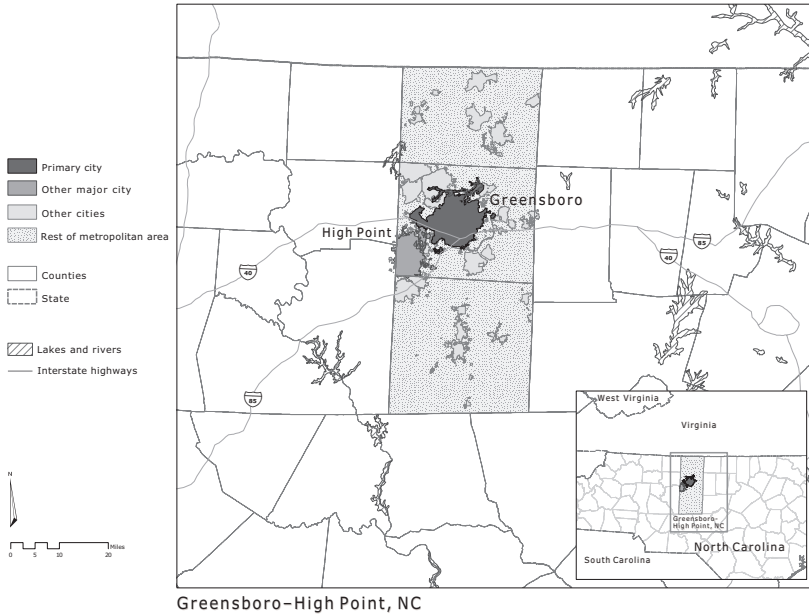 Primary city
Other major city
Other cities
Rest of metropolitan area
Counties
State
Lakes and rivers
Interstate highways
N
0 5 10 20
Miles
Greensboro
High Point
40
85
40
85
40
85
West Virginia
Virginia
Greensboro–
High Point, NC
North Carolina
South Carolina
Greensboro–High Point, NC